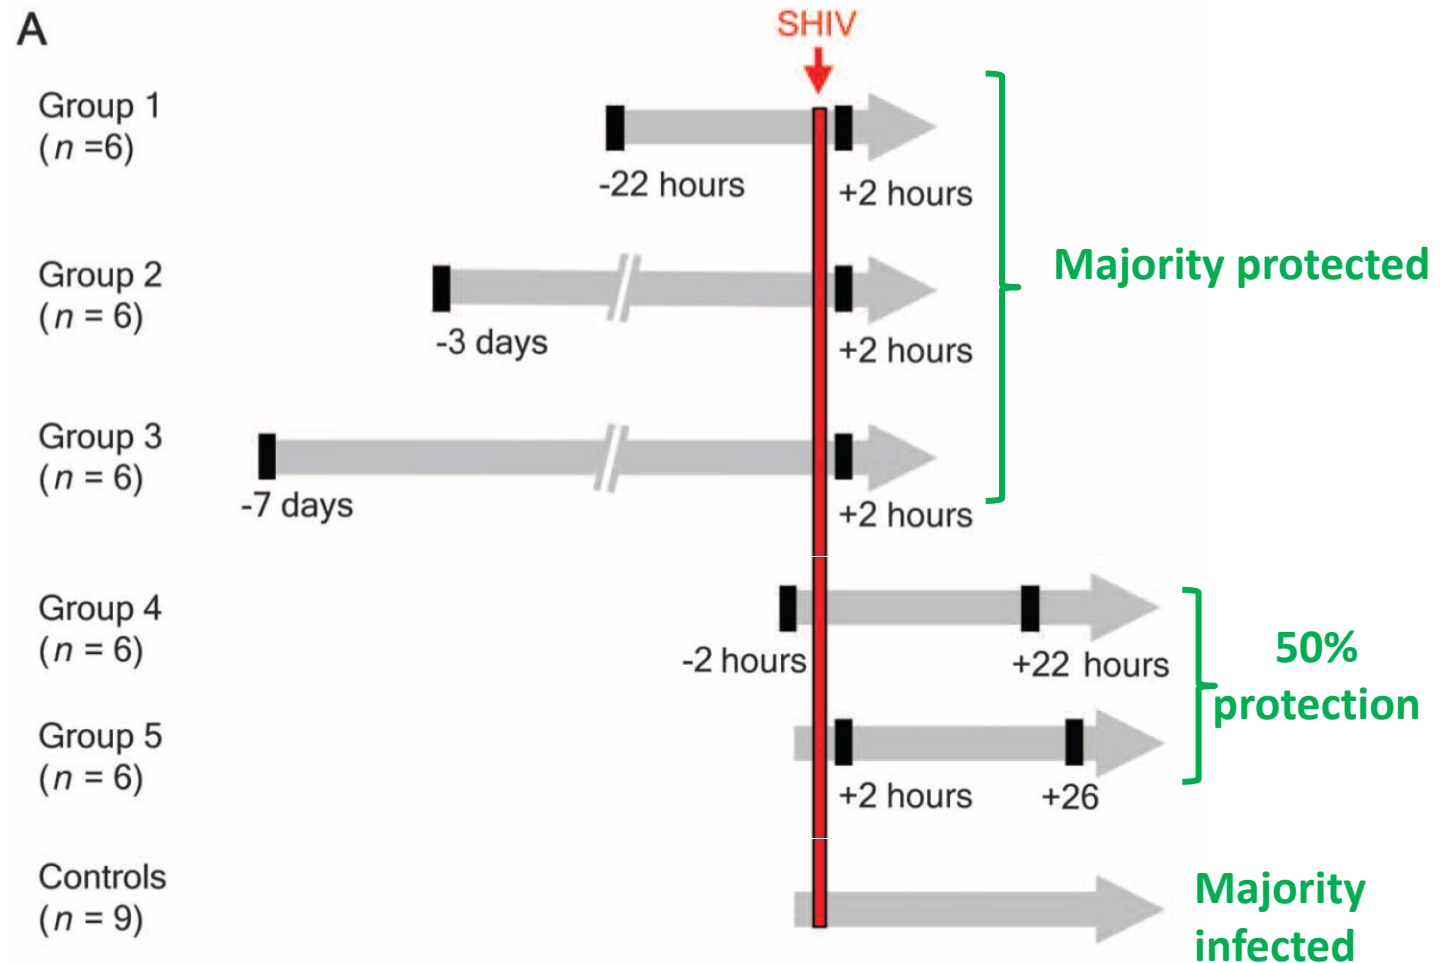 A
SHIV
Group 1
(n =6)
-22 hours
+2 hours
Majority protected
Group 2
(n = 6)
-3 days
+2 hours
Group 3
(n = 6)
-7 days
+2 hours
Group 4
(n = 6)
-2 hours
+22 hours
50%
protection
Group 5
(n = 6)
+2 hours
+26
Controls
(n = 9)
Majority
infected